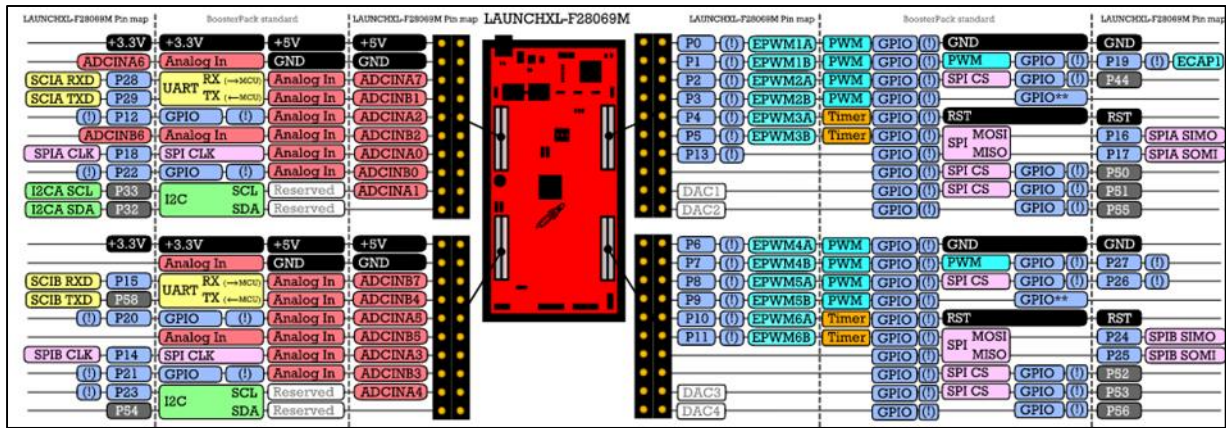 LAUNCHXL-F28069M Pin map BoosterPack standard LAUNCHXL-F28069M Pin map LAUNCHXL-F28069M LAUNCHXL-F28069M Pin map BoosterPack standard LAUNCHXL-F28069M Pin map
+3.3V +3.3V +5V +5V P0 (!) EPWM1A PWM GPIO (!) GND GND
ADCINA6 Analog In GND GND P1 (!) EPWM1B PWM GPIO (!) PWM GPIO (!) P19 (!) ECAP1
SCIA RXD P28 UART RX (→MCU) Analog In ADCINA7 P2 (!) EPWM2A PWM GPIO (!) SPI CS GPIO (!) P44
SCIA TXD P29 TX (←MCU) Analog In ADCINB1 P3 (!) EPWM2B PWM GPIO (!) GPIO**
(!) P12 GPIO (!) Analog In ADCINA2 P4 (!) EPWM3A Timer GPIO (!) RST RST
ADCINB6 Analog In Analog In ADCINB2 P5 (!) EPWM3B Timer GPIO (!) SPI MOSI P16 SPIA SIMO
SPIA CLK P18 SPI CLK Analog In ADCINA0 P13 (!) GPIO (!) MISO P17 SPIA SOMI
(!) P22 GPIO (!) Analog In ADCINB0 GPIO (!) SPI CS GPIO (!) P50
I2CA SCL P33 I2C SCL Reserved ADCINA1 DAC1 GPIO (!) SPI CS GPIO (!) P51
I2CA SDA P32 SDA Reserved DAC2 GPIO (!) GPIO (!) P55
+3.3V +3.3V +5V +5V P6 (!) EPWM4A PWM GPIO (!) GND GND
Analog In GND GND P7 (!) EPWM4B PWM GPIO (!) PWM GPIO (!) P27 (!)
SCIB RXD P15 UART RX (→MCU) Analog In ADCINB7 P8 (!) EPWM5A PWM GPIO (!) SPI CS GPIO (!) P26 (!)
SCIB TXD P58 TX (←MCU) Analog In ADCINB4 P9 (!) EPWM5B PWM GPIO (!) GPIO**
(!) P20 GPIO (!) Analog In ADCINA5 P10 (!) EPWM6A Timer GPIO (!) RST RST
Analog In Analog In ADCINB5 P11 (!) EPWM6B Timer GPIO (!) SPI MOSI P24 SPIB SIMO
SPIB CLK P14 SPI CLK Analog In ADCINA3 GPIO (!) MISO P25 SPIB SOMI
(!) P21 GPIO (!) Analog In ADCINB3 GPIO (!) SPI CS GPIO (!) P52
(!) P23 I2C SCL Reserved ADCINA4 DAC3 GPIO (!) SPI CS GPIO (!) P53
P54 SDA Reserved DAC4 GPIO (!) GPIO (!) P56